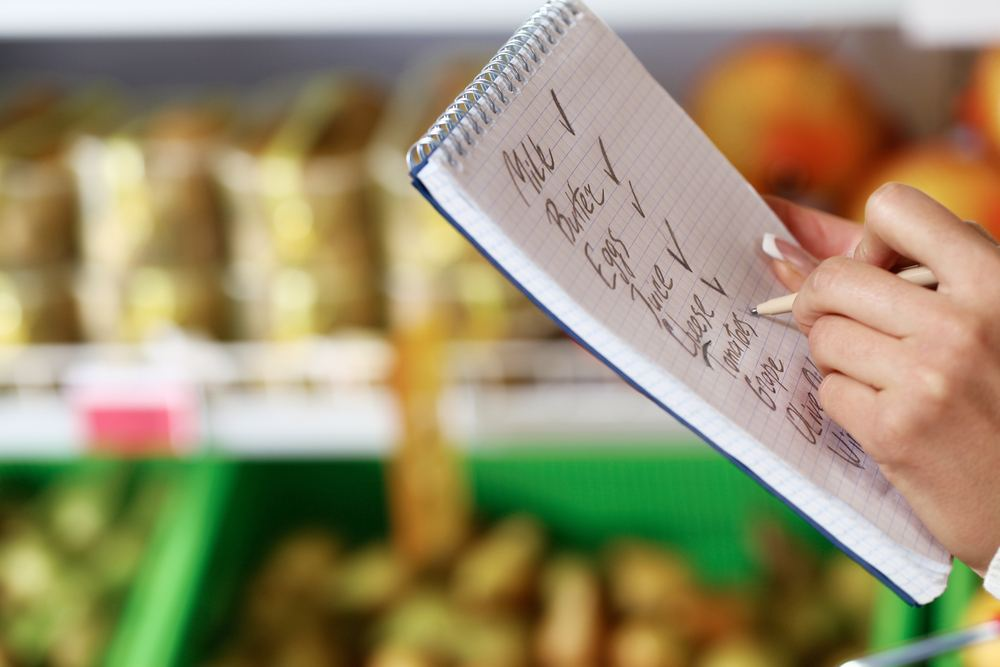 Milk ✓
Butter ✓
Eggs ✓
Juice ✓
Cheese ✓
Tomatoes
Grape
Olive